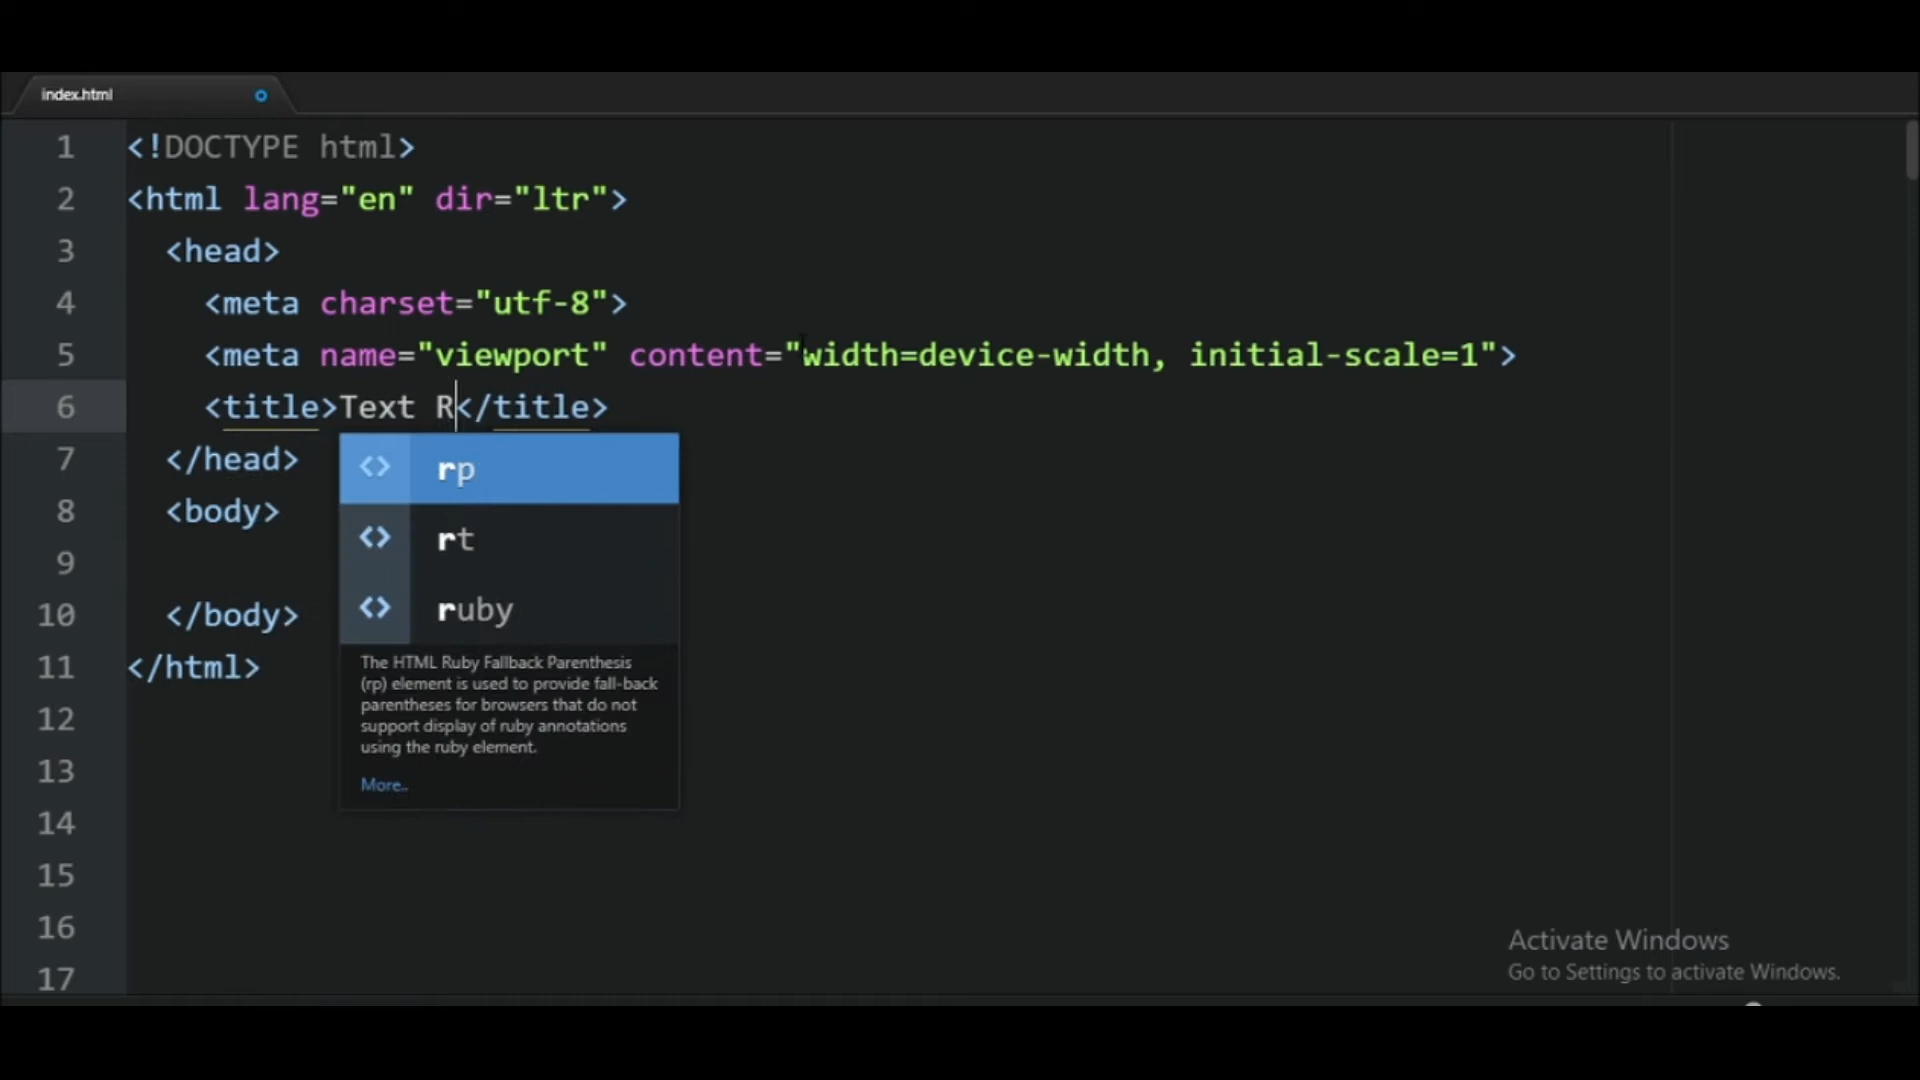 index.html
1 <!DOCTYPE html>
2 <html lang="en" dir="ltr">
3 <head>
4 <meta charset="utf-8">
5 <meta name="viewport" content="width=device-width, initial-scale=1">
6 <title>Text R</title>
7 </head>
8 <body>
9
10 </body>
11 </html>
12
13
14
15
16
17
<> rp
<> rt
<> ruby
The HTML Ruby Fallback Parenthesis
(rp) element is used to provide fall-back
parentheses for browsers that do not
support display of ruby annotations
using the ruby element.
More..
Activate Windows
Go to Settings to activate Windows.